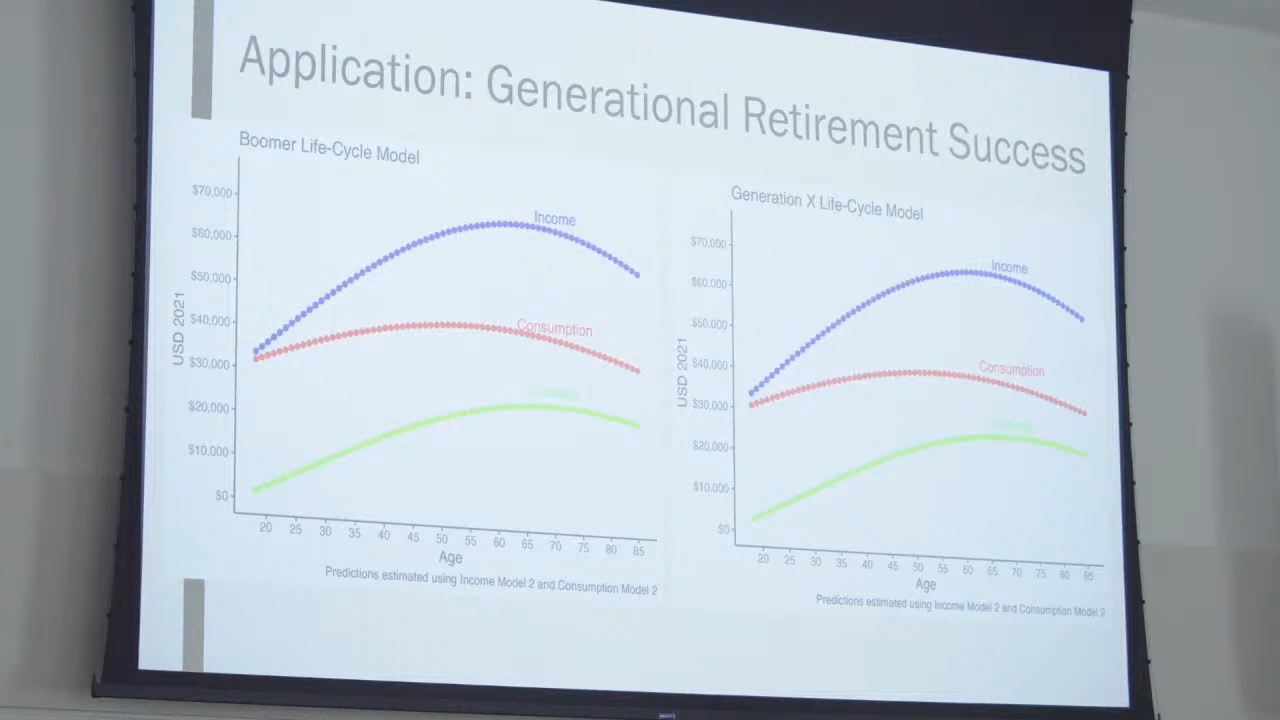 Application: Generational Retirement Success
Boomer Life-Cycle Model
USD 2021
$70,000
$60,000
$50,000
$40,000
$30,000
$20,000
$10,000
$0
Income
Consumption
20 25 30 35 40 45 50 55 60 65 70 75 80 85
Age
Predictions estimated using Income Model 2 and Consumption Model 2
Generation X Life-Cycle Model
USD 2021
$70,000
$60,000
$50,000
$40,000
$30,000
$20,000
$10,000
$0
Income
Consumption
20 25 30 35 40 45 50 55 60 65 70 75 80 85
Age
Predictions estimated using Income Model 2 and Consumption Model 2